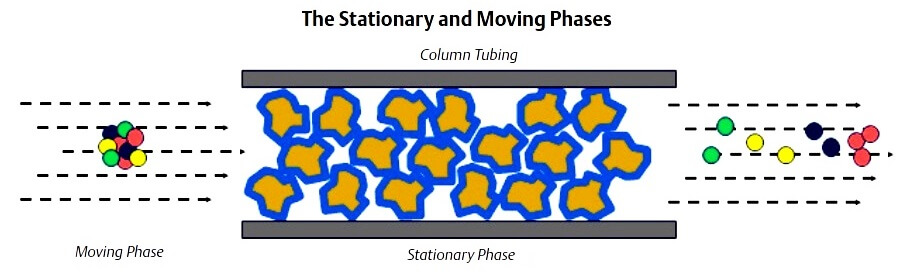 The Stationary and Moving Phases
Column Tubing
Moving Phase
Stationary Phase